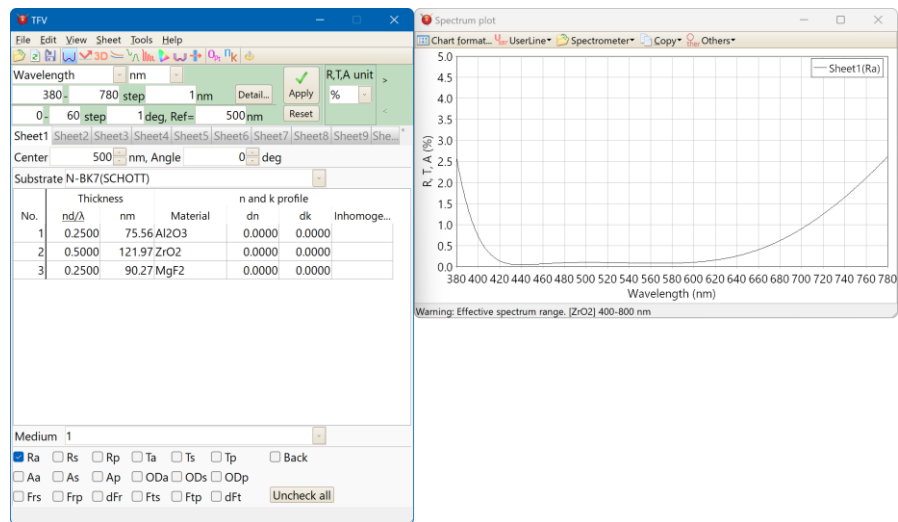 TFV
File Edit View Sheet Tools Help
3D Opt nk
Wavelength nm R,T,A unit >
380 - 780 step 1 nm Detail... Apply % 
0 - 60 step 1 deg, Ref= 500 nm Reset <
Sheet1 Sheet2 Sheet3 Sheet4 Sheet5 Sheet6 Sheet7 Sheet8 Sheet9 She...
Center 500 nm, Angle 0 deg
Substrate N-BK7(SCHOTT)
Thickness n and k profile
No. nd/λ nm Material dn dk Inhomoge...
1 0.2500 75.56 Al2O3 0.0000 0.0000
2 0.5000 121.97 ZrO2 0.0000 0.0000
3 0.2500 90.27 MgF2 0.0000 0.0000
Medium 1
Ra Rs Rp Ta Ts Tp Back
Aa As Ap ODa ODs ODp
Frs Frp dFr Fts Ftp dFt Uncheck all
Spectrum plot
Chart format... User UserLine Spectrometer Copy Other Others
Sheet1(Ra)
R, T, A (%)
5.0
4.5
4.0
3.5
3.0
2.5
2.0
1.5
1.0
0.5
0.0
380 400 420 440 460 480 500 520 540 560 580 600 620 640 660 680 700 720 740 760 780
Wavelength (nm)
Warning: Effective spectrum range. [ZrO2] 400-800 nm